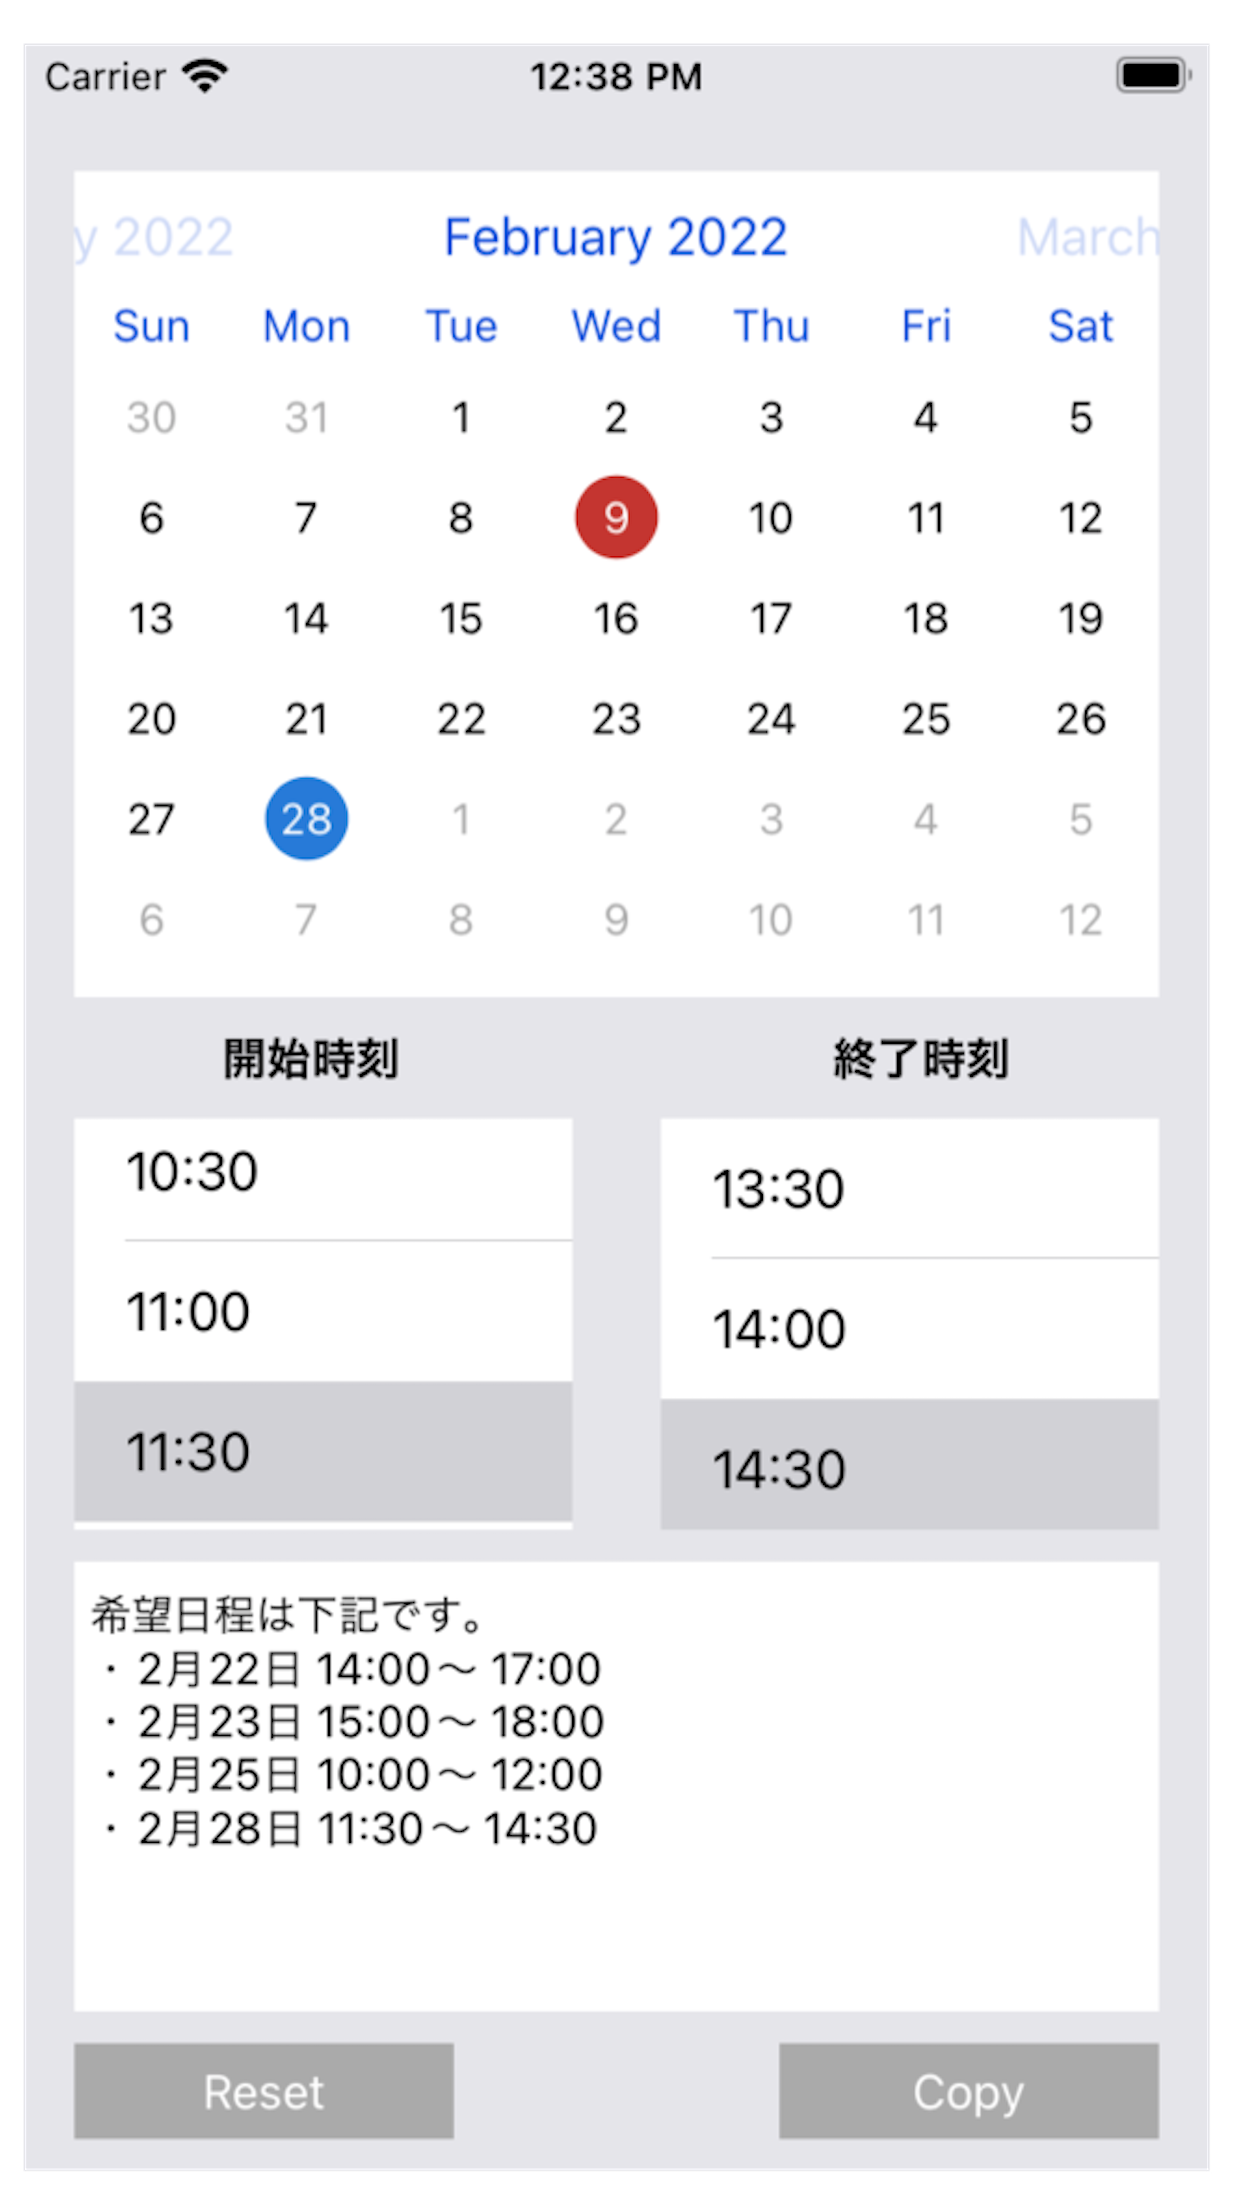 Carrier 12:38 PM
y 2022 February 2022 March
Sun Mon Tue Wed Thu Fri Sat
30 31 1 2 3 4 5
6 7 8 9 10 11 12
13 14 15 16 17 18 19
20 21 22 23 24 25 26
27 28 1 2 3 4 5
6 7 8 9 10 11 12
開始時刻 終了時刻
10:30 13:30
11:00 14:00
11:30 14:30
希望日程は下記です。
・2月22日 14:00〜 17:00
・2月23日 15:00〜 18:00
・2月25日 10:00〜 12:00
・2月28日 11:30〜 14:30
Reset Copy